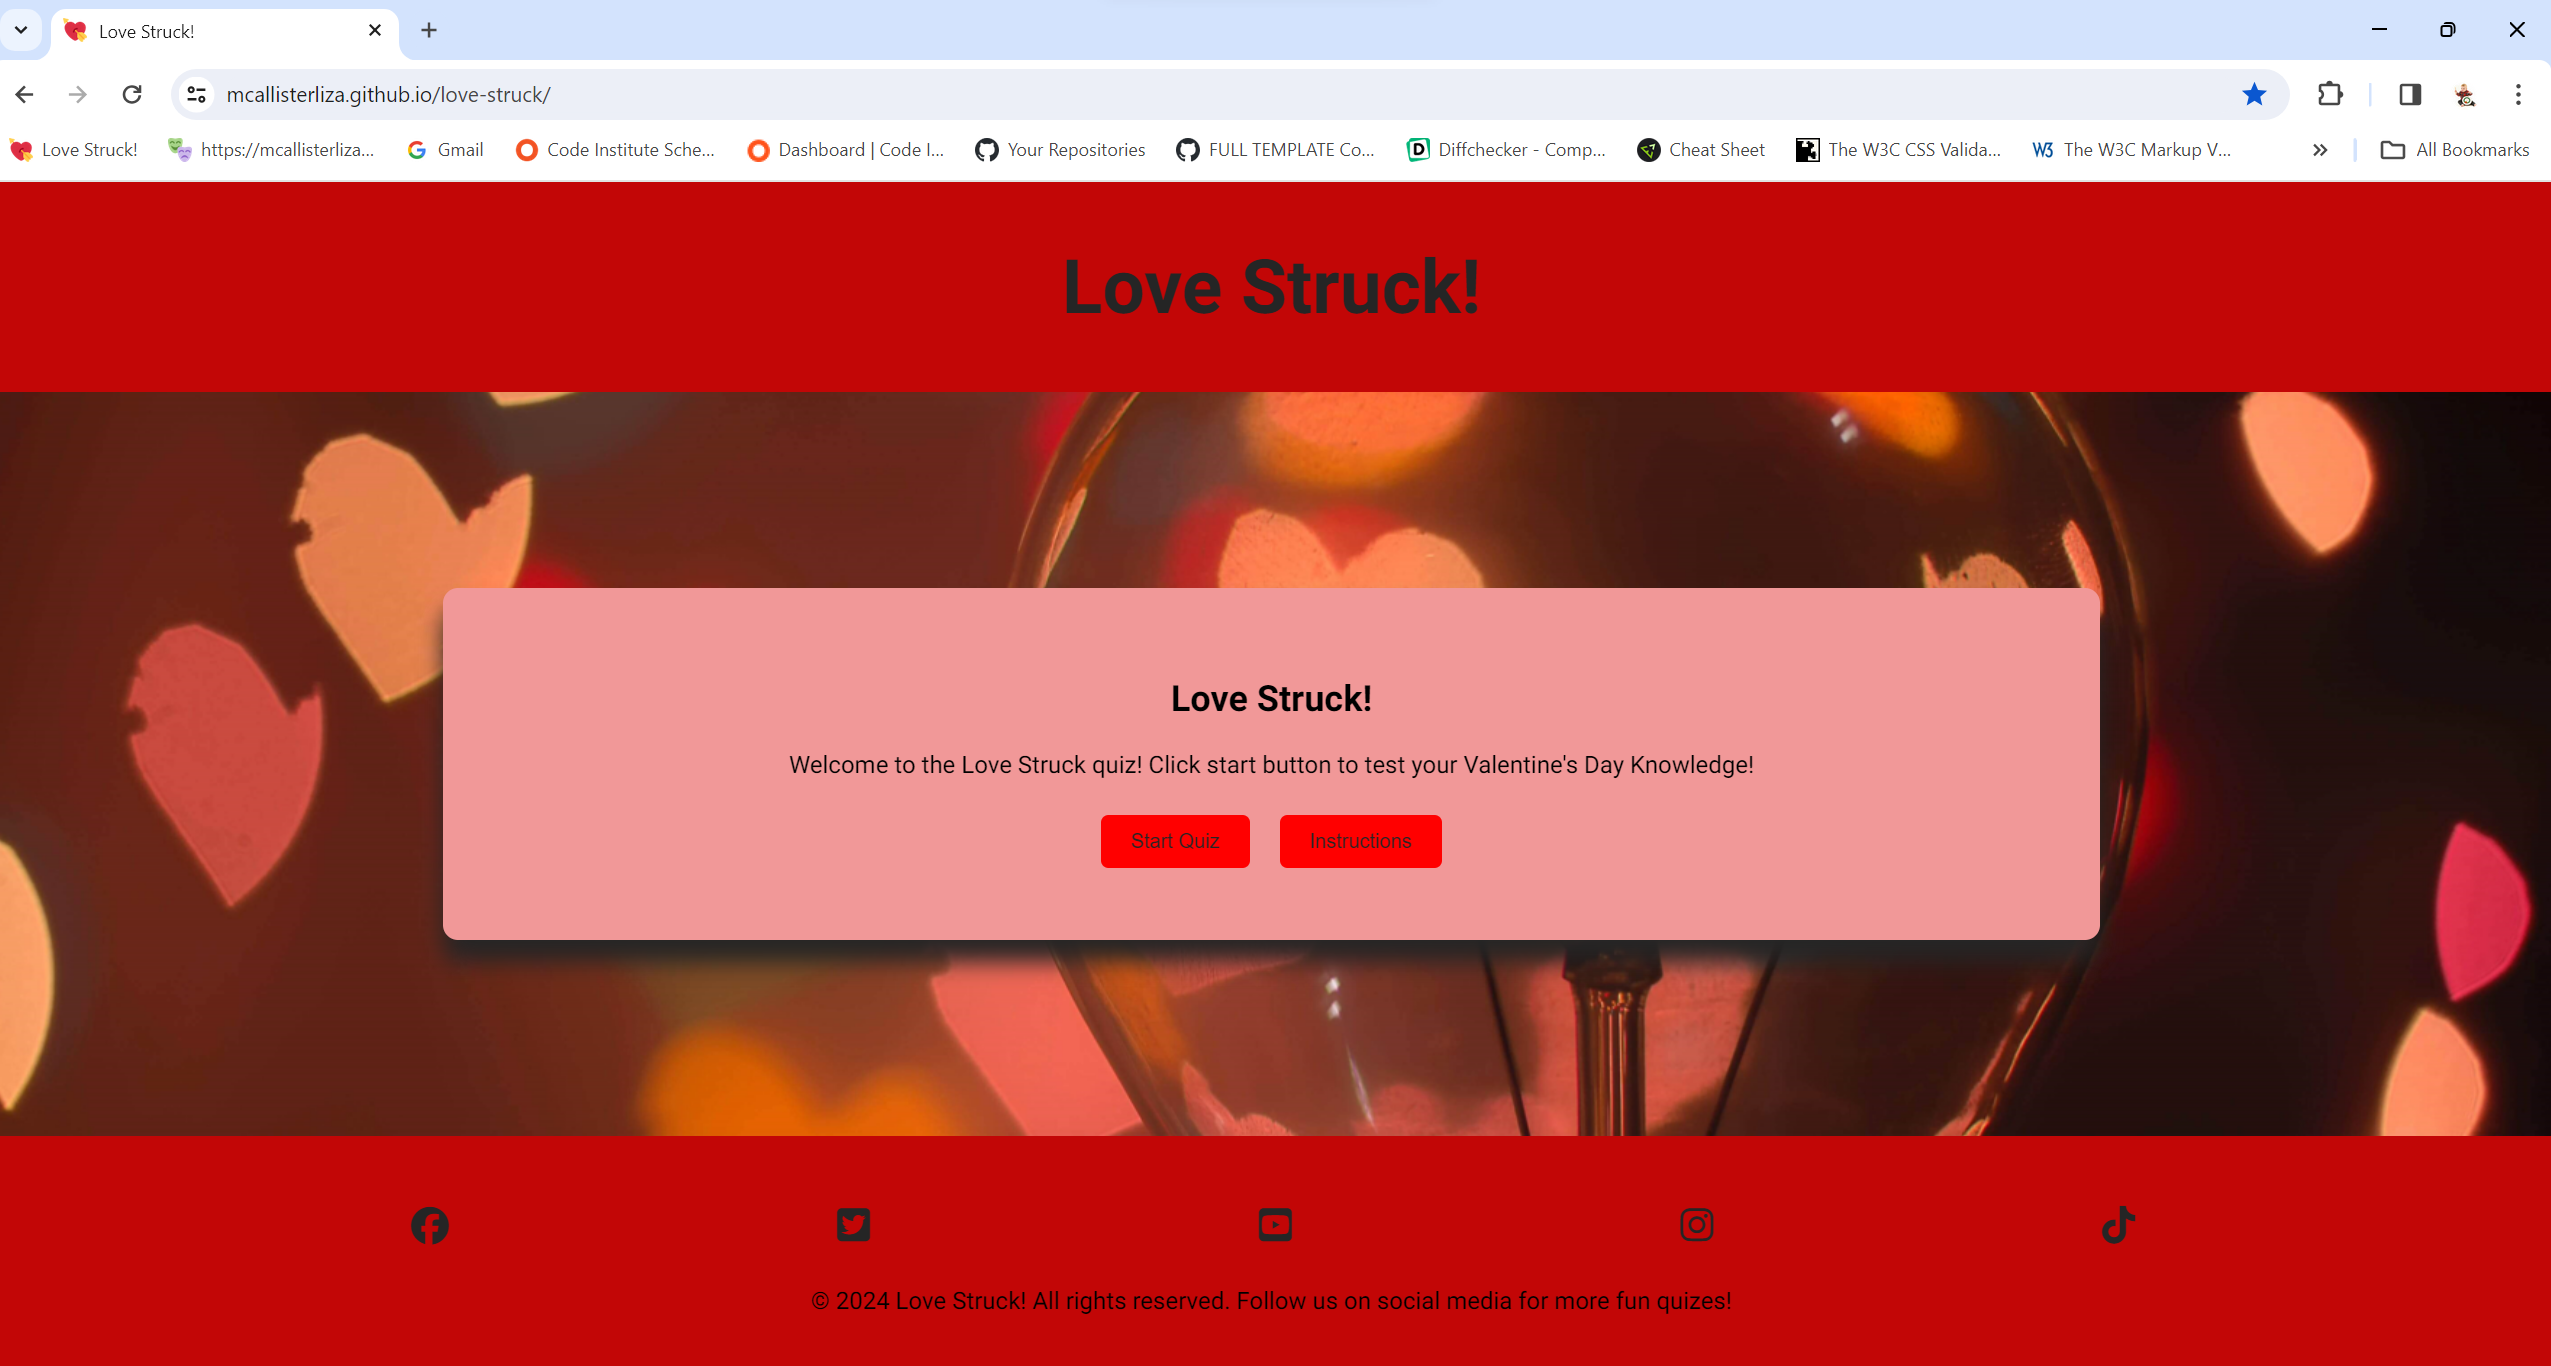 Love Struck!
mcallisterliza.github.io/love-struck/
Love Struck!
https://mcallisterliza...
Gmail
Code Institute Sche...
Dashboard | Code I...
Your Repositories
FULL TEMPLATE Co...
Diffchecker - Comp...
Cheat Sheet
The W3C CSS Valida...
W3 The W3C Markup V...
All Bookmarks
Love Struck!
Love Struck!
Welcome to the Love Struck quiz! Click start button to test your Valentine's Day Knowledge!
Start Quiz
Instructions
© 2024 Love Struck! All rights reserved. Follow us on social media for more fun quizes!